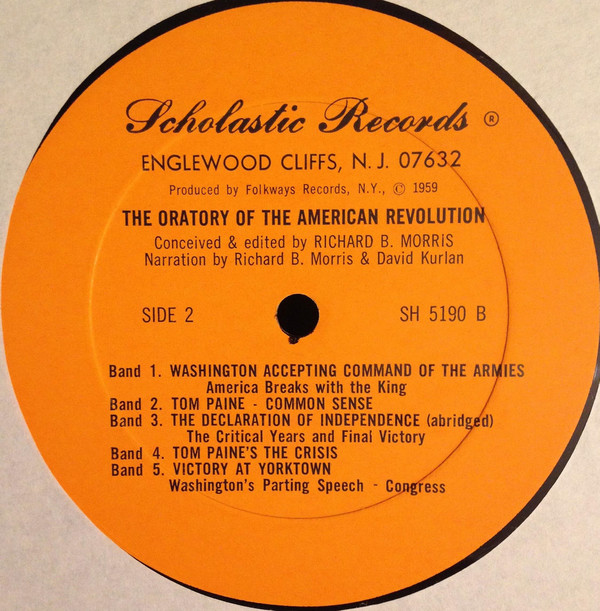 Scholastic Records ®
ENGLEWOOD CLIFFS, N. J. 07632
Produced by Folkways Records, N.Y., © 1959
THE ORATORY OF THE AMERICAN REVOLUTION
Conceived & edited by RICHARD B. MORRIS
Narration by Richard B. Morris & David Kurlan
SIDE 2
SH 5190 B
Band 1. WASHINGTON ACCEPTING COMMAND OF THE ARMIES
America Breaks with the King
Band 2. TOM PAINE - COMMON SENSE
Band 3. THE DECLARATION OF INDEPENDENCE (abridged)
The Critical Years and Final Victory
Band 4. TOM PAINE'S THE CRISIS
Band 5. VICTORY AT YORKTOWN
Washington's Parting Speech - Congress